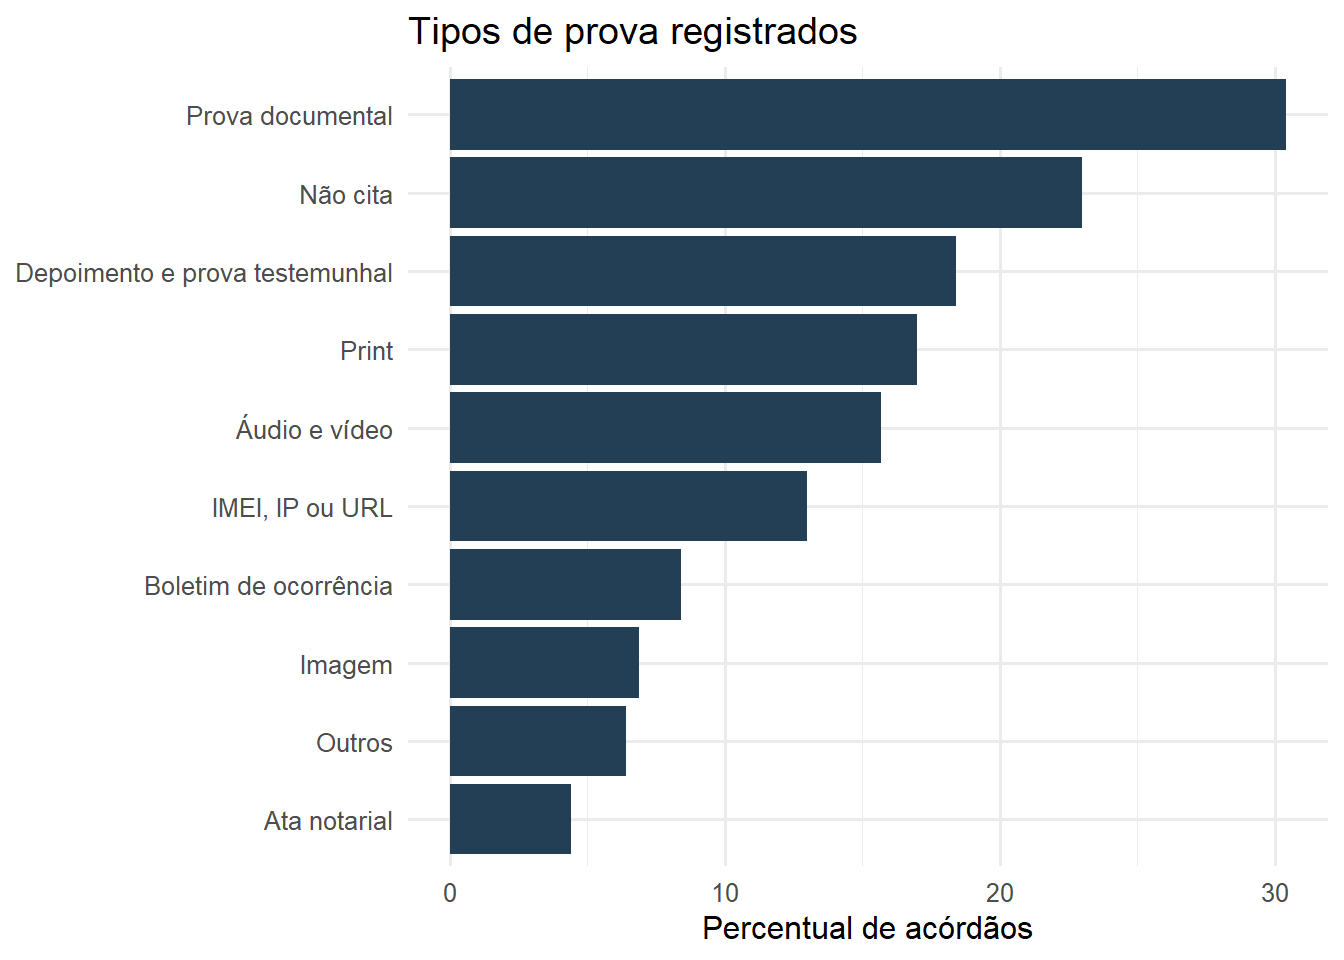 Tipos de prova registrados
Prova documental
Não cita
Depoimento e prova testemunhal
Print
Áudio e vídeo
IMEI, IP ou URL
Boletim de ocorrência
Imagem
Outros
Ata notarial
0 10 20 30
Percentual de acórdãos